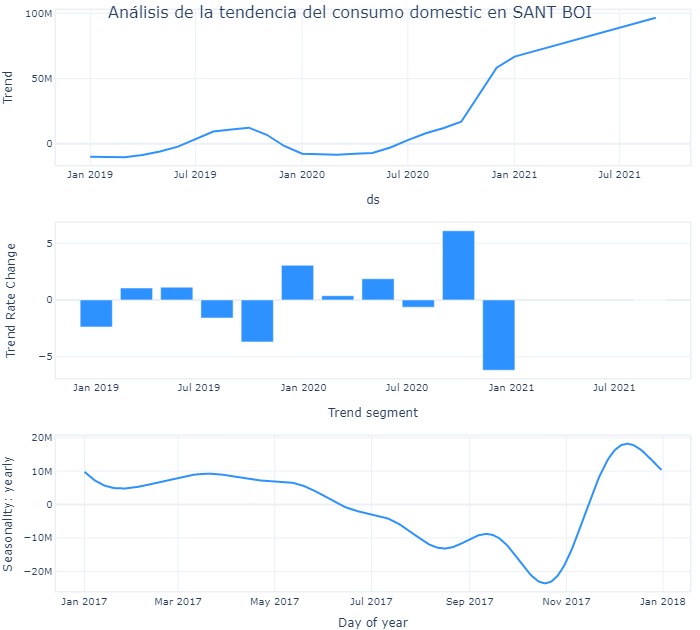 Análisis de la tendencia del consumo domestic en SANT BOI
100M
50M
0
Trend
Jan 2019 Jul 2019 Jan 2020 Jul 2020 Jan 2021 Jul 2021
ds
5
0
−5
Trend Rate Change
Jan 2019 Jul 2019 Jan 2020 Jul 2020 Jan 2021 Jul 2021
Trend segment
20M
10M
0
−10M
−20M
Seasonality: yearly
Jan 2017 Mar 2017 May 2017 Jul 2017 Sep 2017 Nov 2017 Jan 2018
Day of year